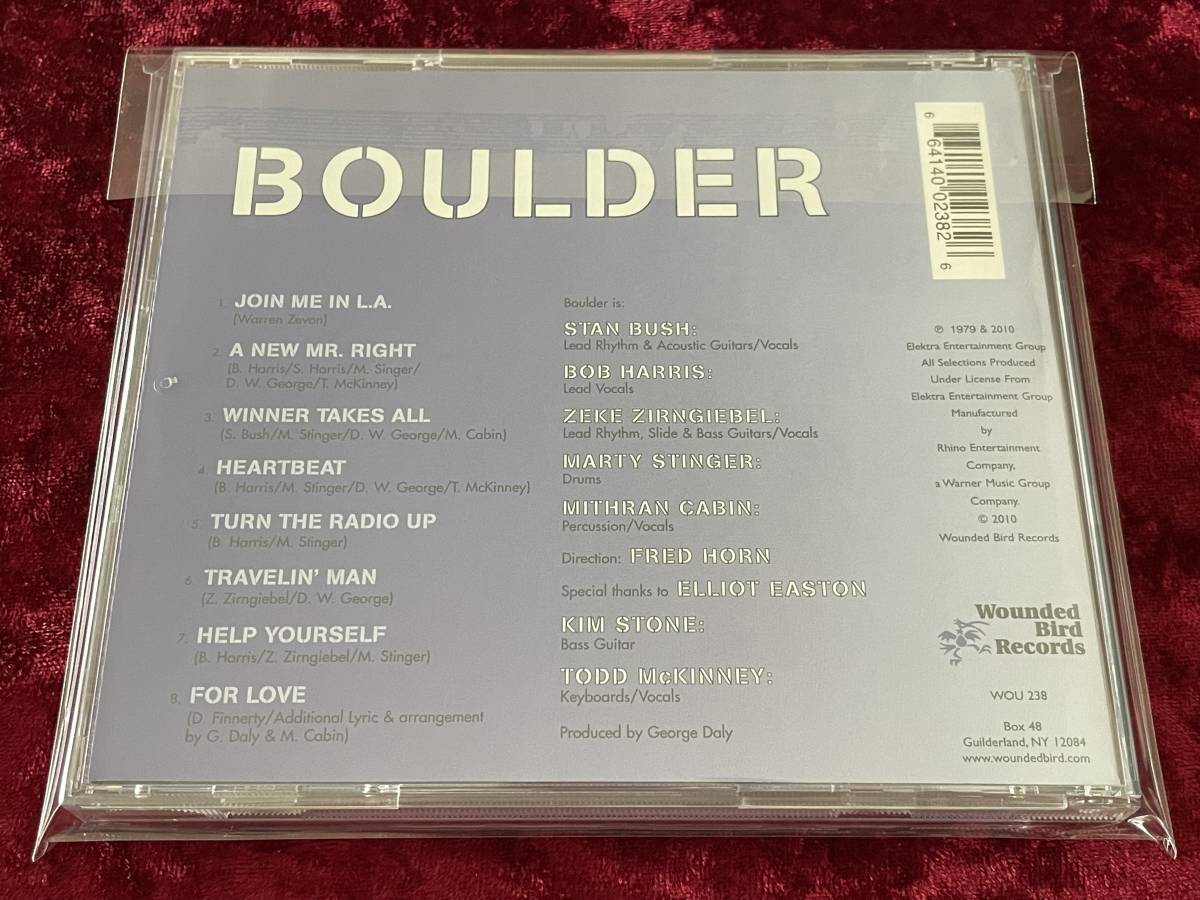 BOULDER
1. JOIN ME IN L.A.
(Warren Zevon)
2. A NEW MR. RIGHT
(B. Harris/S. Harris/M. Singer/
D. W. George/T. McKinney)
3. WINNER TAKES ALL
(S. Bush/M. Stinger/D. W. George/M. Cabin)
4. HEARTBEAT
(B. Harris/M. Stinger/D. W. George/T. McKinney)
5. TURN THE RADIO UP
(B. Harris/M. Stinger)
6. TRAVELIN' MAN
(Z. Zirngiebel/D. W. George)
7. HELP YOURSELF
(B. Harris/Z. Zirngiebel/M. Stinger)
8. FOR LOVE
(D. Finnerty/Additional Lyric & arrangement
by G. Daly & M. Cabin)
Boulder is:
STAN BUSH:
Lead Rhythm & Acoustic Guitars/Vocals
BOB HARRIS:
Lead Vocals
ZEKE ZIRNGIEBEL:
Lead Rhythm, Slide & Bass Guitars/Vocals
MARTY STINGER:
Drums
MITHRAN CABIN:
Percussion/Vocals
Direction: FRED HORN
Special thanks to ELLIOT EASTON
KIM STONE:
Bass Guitar
TODD McKINNEY:
Keyboards/Vocals
Produced by George Daly
6 64140 02382 6
℗ 1979 & 2010
Elektra Entertainment Group
All Selections Produced
Under License From
Elektra Entertainment Group
Manufactured
by
Rhino Entertainment
Company,
a Warner Music Group
Company.
© 2010
Wounded Bird Records
Wounded
Bird
Records
WOU 238
Box 48
Guilderland, NY 12084
www.woundedbird.com